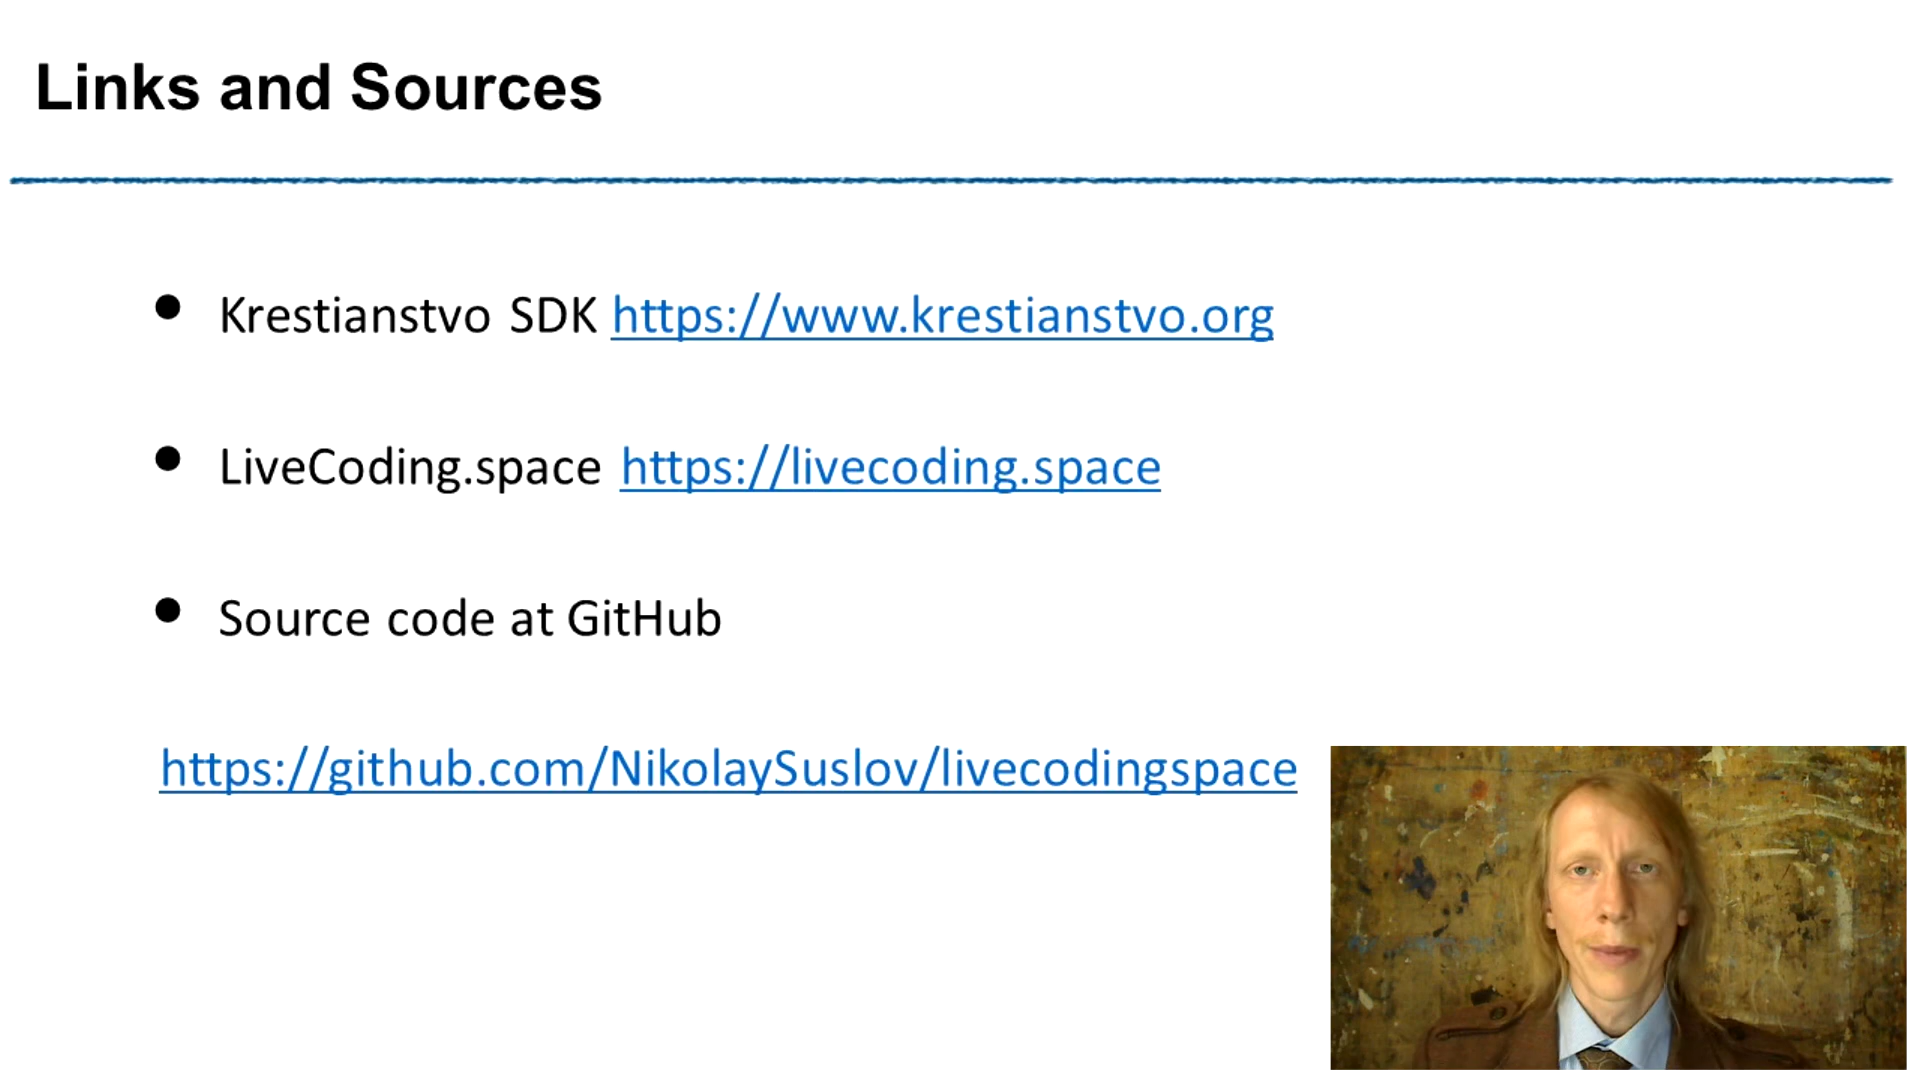 Links and Sources
• Krestianstvo SDK https://www.krestianstvo.org
• LiveCoding.space https://livecoding.space
• Source code at GitHub
https://github.com/NikolaySuslov/livecodingspace